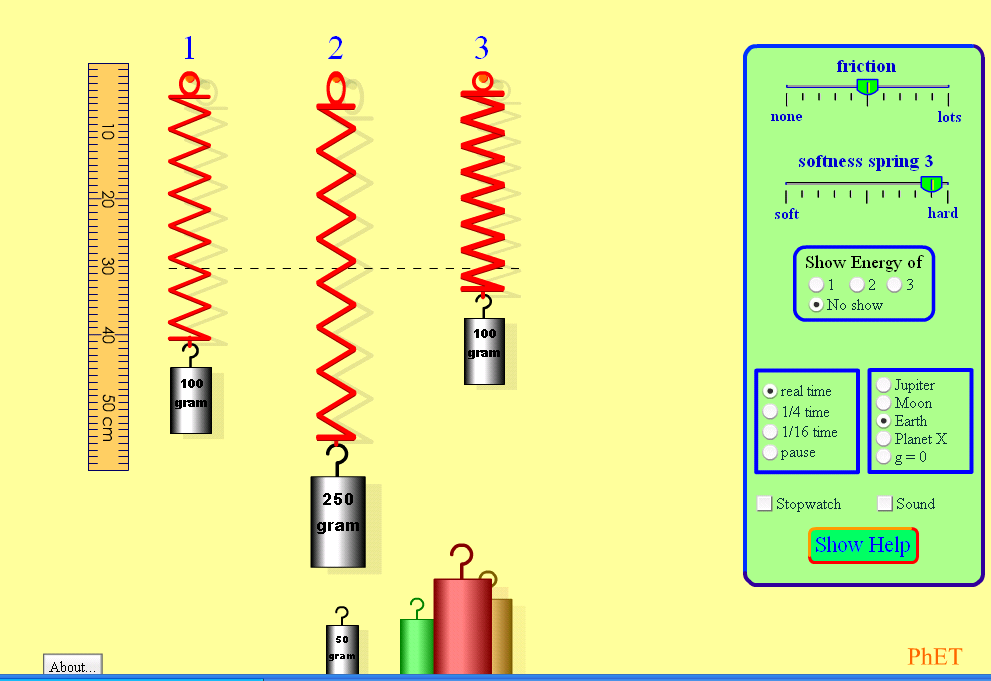 1 2 3
10
20
30
40
50 cm
100
gram
250
gram
100
gram
50
gram
friction
none lots
softness spring 3
soft hard
Show Energy of
1 2 3
No show
real time
1/4 time
1/16 time
pause
Jupiter
Moon
Earth
Planet X
g = 0
Stopwatch Sound
Show Help
About...
PhET